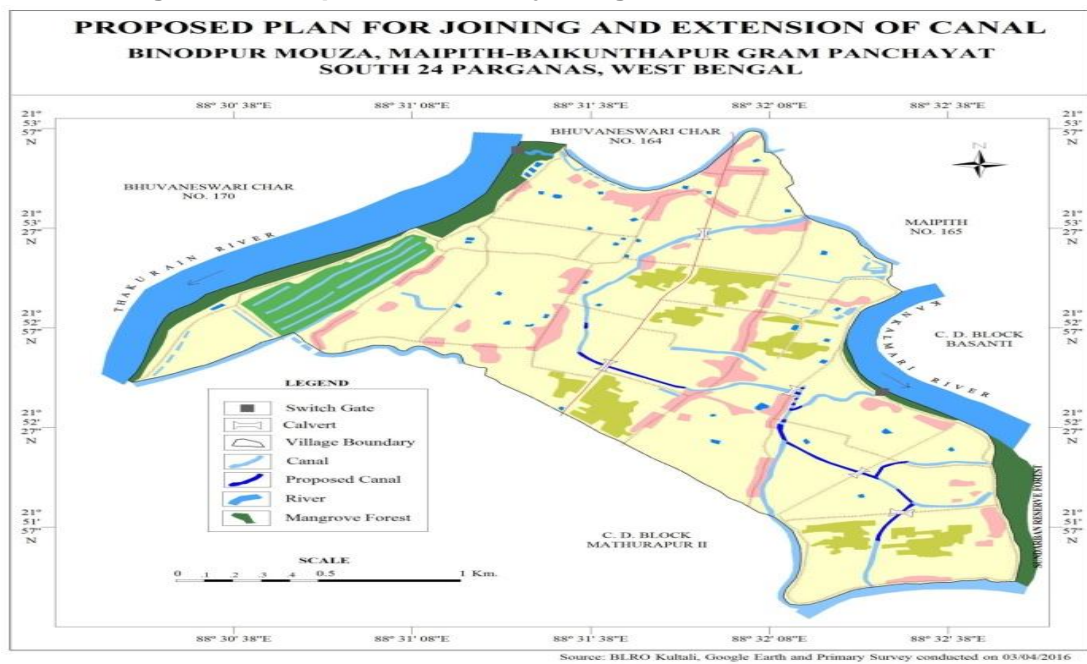 PROPOSED PLAN FOR JOINING AND EXTENSION OF CANAL
BINODPUR MOUZA, MAIPITH-BAIKUNTHAPUR GRAM PANCHAYAT
SOUTH 24 PARGANAS, WEST BENGAL
88° 30' 38"E 88° 31' 08"E 88° 31' 38"E 88° 32' 08"E 88° 32' 38"E
21° 53' 57" N
21° 53' 57" N
BHUVANESWARI CHAR
NO. 164
N
BHUVANESWARI CHAR
NO. 170
MAIPITH
NO. 165
21° 53' 27" N
21° 53' 27" N
THAKURAIN RIVER
21° 52' 57" N
21° 52' 57" N
KANKALMARI RIVER
C. D. BLOCK
BASANTI
LEGEND
Switch Gate
Calvert
Village Boundary
Canal
Proposed Canal
River
Mangrove Forest
21° 52' 27" N
21° 52' 27" N
SUNDARBAN RESERVE FOREST
21° 51' 57" N
21° 51' 57" N
C. D. BLOCK
MATHURAPUR II
SCALE
0 .1 .2 .3 .4 0.5 1 Km.
88° 30' 38"E 88° 31' 08"E 88° 31' 38"E 88° 32' 08"E 88° 32' 38"E
Source: BLRO Kultali, Google Earth and Primary Survey conducted on 03/04/2016